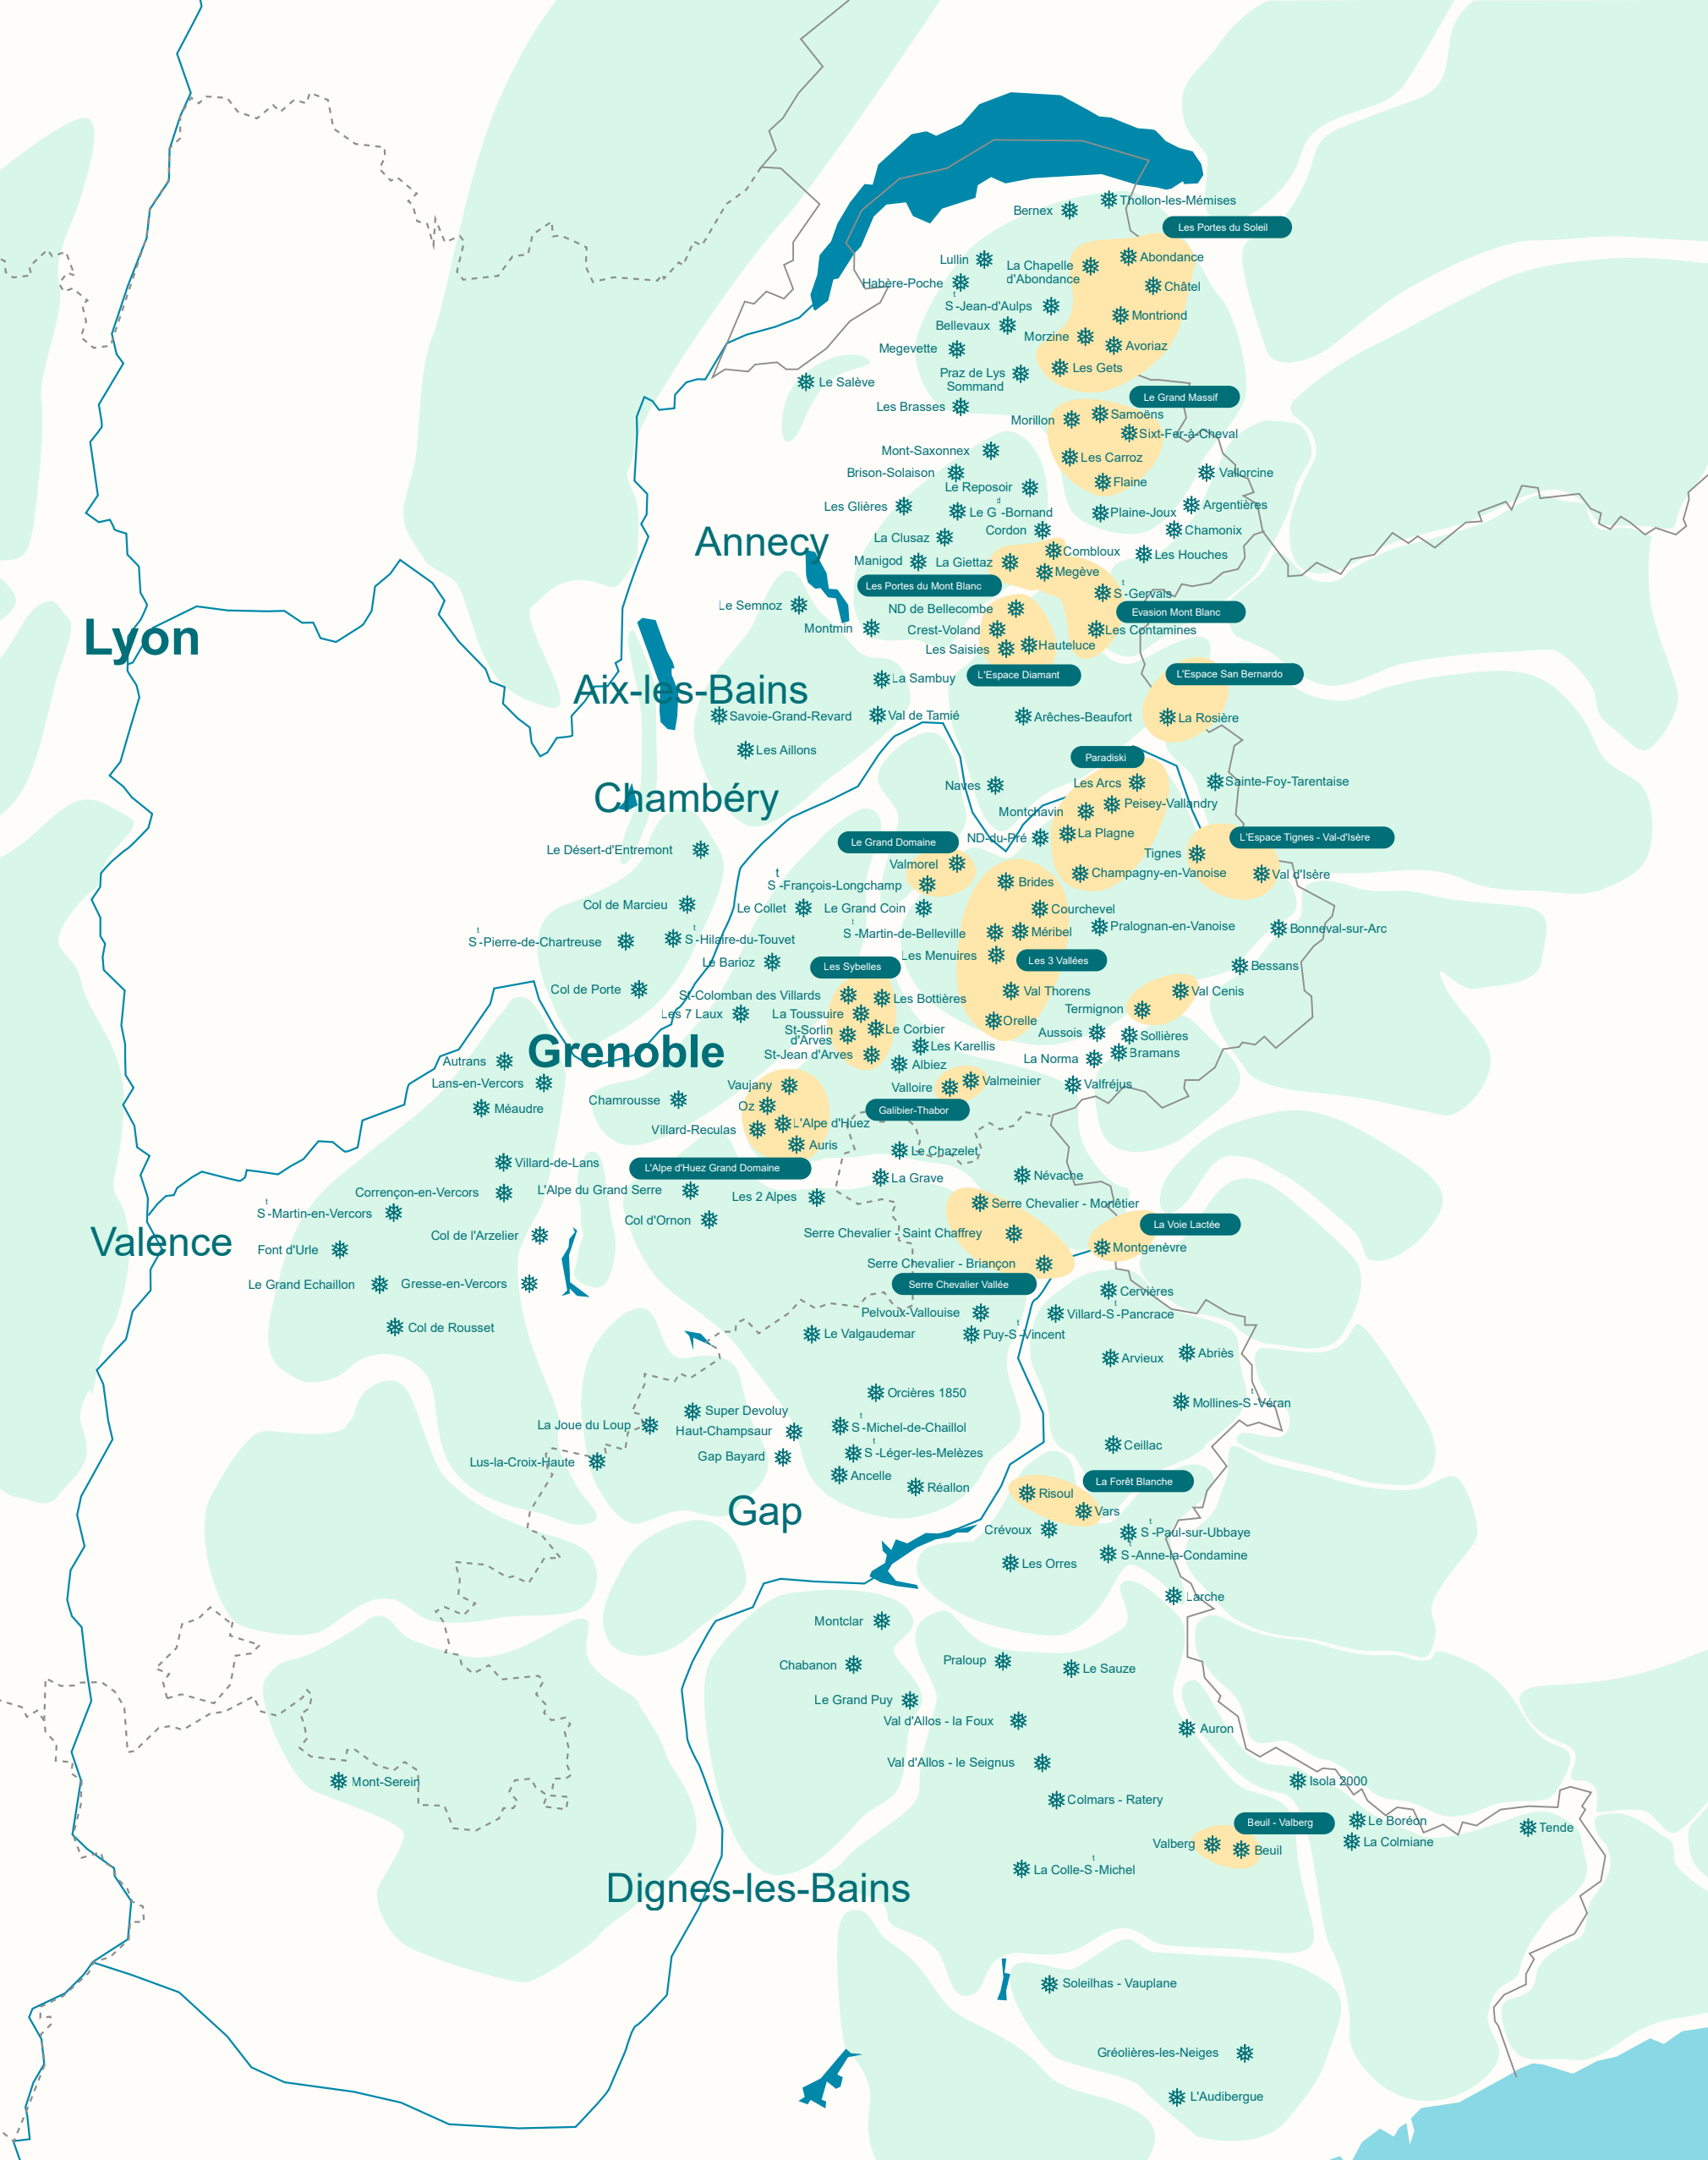 Thollon-les-Mémises
Bernex
Les Portes du Soleil
Abondance
Lullin
La Chapelle
d'Abondance
Habère-Poche
Châtel
St-Jean-d'Aulps
Montriond
Bellevaux
Morzine
Avoriaz
Megevette
Les Gets
Praz de Lys
Sommand
Le Salève
Le Grand Massif
Les Brasses
Samoëns
Morillon
Sixt-Fer-à-Cheval
Mont-Saxonnex
Les Carroz
Brison-Solaison
Vallorcine
Flaine
Le Reposoir
Les Glières
Argentières
Le Gd-Bornand
Plaine-Joux
Cordon
Chamonix
La Clusaz
Annecy
Combloux
Les Houches
Manigod
La Giettaz
Megève
Les Portes du Mont Blanc
St-Gervais
Le Semnoz
ND de Bellecombe
Evasion Mont Blanc
Montmin
Crest-Voland
Les Contamines
Lyon
Hauteluce
Les Saisies
L'Espace Diamant
L'Espace San Bernardo
La Sambuy
Aix-les-Bains
Savoie-Grand-Revard
Val de Tamié
Arêches-Beaufort
La Rosière
Les Aillons
Paradiski
Les Arcs
Sainte-Foy-Tarentaise
Naves
Chambéry
Peisey-Vallandry
Montchavin
La Plagne
ND-du-Pré
L'Espace Tignes - Val-d'Isère
Le Grand Domaine
Le Désert-d'Entremont
Tignes
Valmorel
Champagny-en-Vanoise
Val d'Isère
Brides
St-François-Longchamp
Col de Marcieu
Le Collet
Le Grand Coin
Courchevel
Pralognan-en-Vanoise
Bonneval-sur-Arc
St-Martin-de-Belleville
Méribel
St-Pierre-de-Chartreuse
St-Hilaire-du-Touvet
Les Menuires
Les 3 Vallées
Le Barioz
Les Sybelles
Bessans
Col de Porte
Val Thorens
Val Cenis
St-Colomban des Villards
Les Bottières
Termignon
Les 7 Laux
La Toussuire
Orelle
St-Sorlin
d'Arves
Le Corbier
Aussois
Sollières
Grenoble
St-Jean d'Arves
Les Karellis
Bramans
La Norma
Autrans
Albiez
Lans-en-Vercors
Vaujany
Valloire
Valmeinier
Valfréjus
Chamrousse
Oz
Méaudre
Galibier-Thabor
L'Alpe d'Huez
Villard-Reculas
Auris
Le Chazelet
Villard-de-Lans
L'Alpe d'Huez Grand Domaine
La Grave
Névache
Corrençon-en-Vercors
L'Alpe du Grand Serre
Les 2 Alpes
Serre Chevalier - Monêtier
St-Martin-en-Vercors
Col d'Ornon
La Voie Lactée
Valence
Col de l'Arzelier
Serre Chevalier - Saint Chaffrey
Font d'Urle
Montgenèvre
Serre Chevalier - Briançon
Le Grand Echaillon
Gresse-en-Vercors
Serre Chevalier Vallée
Cervières
Pelvoux-Vallouise
Villard-St-Pancrace
Col de Rousset
Le Valgaudemar
Puy-St-Vincent
Arvieux
Abriès
Orcières 1850
Mollines-St-Véran
Super Devoluy
La Joue du Loup
Haut-Champsaur
St-Michel-de-Chaillol
Ceillac
Lus-la-Croix-Haute
Gap Bayard
St-Léger-les-Melèzes
Ancelle
Réallon
La Forêt Blanche
Risoul
Gap
Vars
Crévoux
St-Paul-sur-Ubbaye
St-Anne-la-Condamine
Les Orres
Larche
Montclar
Chabanon
Praloup
Le Sauze
Le Grand Puy
Val d'Allos - la Foux
Auron
Val d'Allos - le Seignus
Mont-Serein
Isola 2000
Colmars - Ratery
Beuil - Valberg
Le Boréon
Tende
Valberg
Beuil
La Colmiane
La Colle-St-Michel
Dignes-les-Bains
Soleilhas - Vauplane
Gréolières-les-Neiges
L'Audibergue